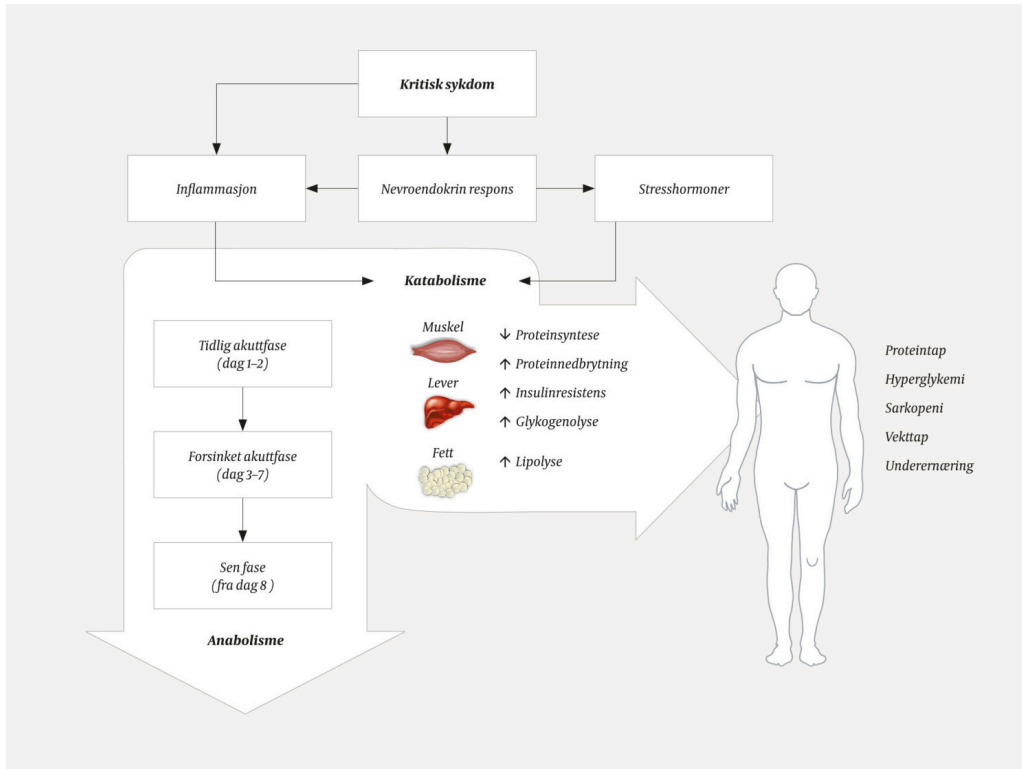 Kritisk sykdom
Inflammasjon
Nevroendokrin respons
Stresshormoner
Katabolisme
Tidlig akuttfase
(dag 1–2)
Forsinket akuttfase
(dag 3–7)
Sen fase
(fra dag 8 )
Anabolisme
Muskel
↓ Proteinsyntese
↑ Proteinnedbrytning
Lever
↑ Insulinresistens
↑ Glykogenolyse
Fett
↑ Lipolyse
Proteintap
Hyperglykemi
Sarkopeni
Vekttap
Underernæring